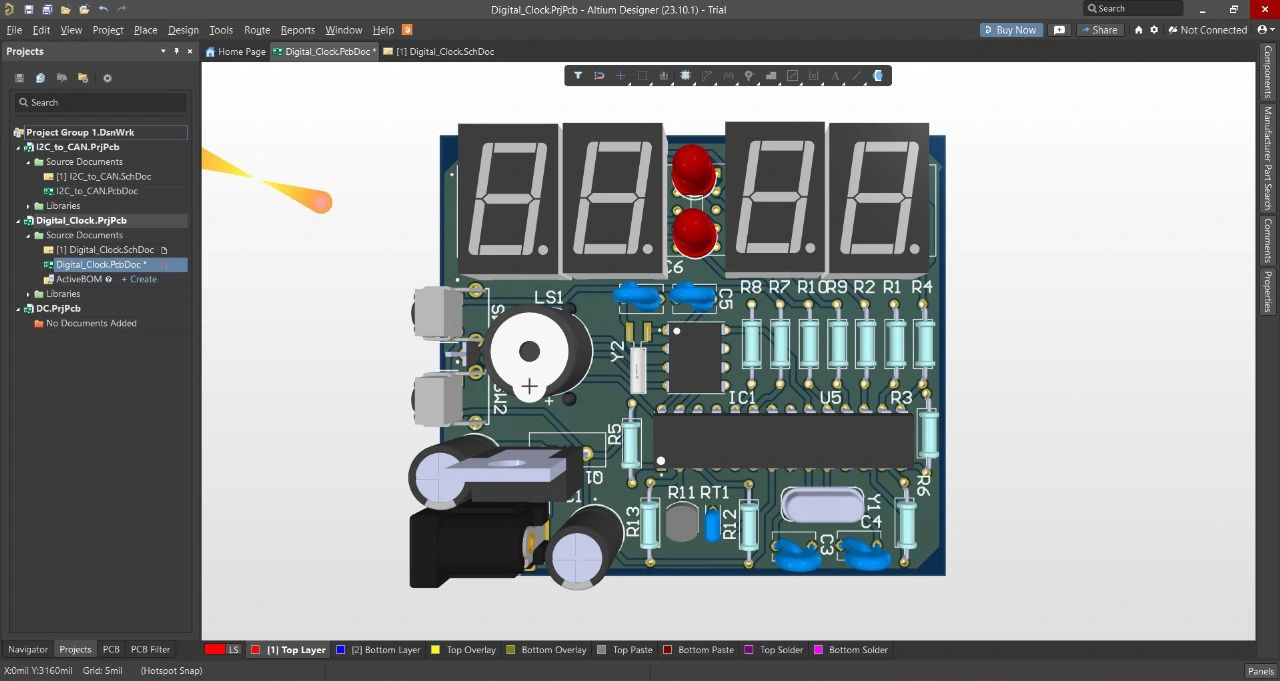 Digital_Clock.PrjPcb - Altium Designer (23.10.1) - Trial
Search
File Edit View Project Place Design Tools Route Reports Window Help
Buy Now Share Not Connected
Projects
Home Page Digital_Clock.PcbDoc * [1] Digital_Clock.SchDoc
Search
Project Group 1.DsnWrk
I2C_to_CAN.PrjPcb
Source Documents
[1] I2C_to_CAN.SchDoc
I2C_to_CAN.PcbDoc
Libraries
Digital_Clock.PrjPcb
Source Documents
[1] Digital_Clock.SchDoc
Digital_Clock.PcbDoc *
ActiveBOM + Create
Libraries
DC.PrjPcb
No Documents Added
Components
Manufacturer Part Search
Comments
Properties
C6
LS1
C5
R8 R7 R10 R9 R2 R1 R4
Y2
SW2
IC1 U5 R3
R5
Q1
R6
R13
R11 RT1
R12
Y1
C4
C3
Navigator Projects PCB PCB Filter
LS [1] Top Layer [2] Bottom Layer Top Overlay Bottom Overlay Top Paste Bottom Paste Top Solder Bottom Solder
X:0mil Y:3160mil Grid: 5mil (Hotspot Snap)
Panels